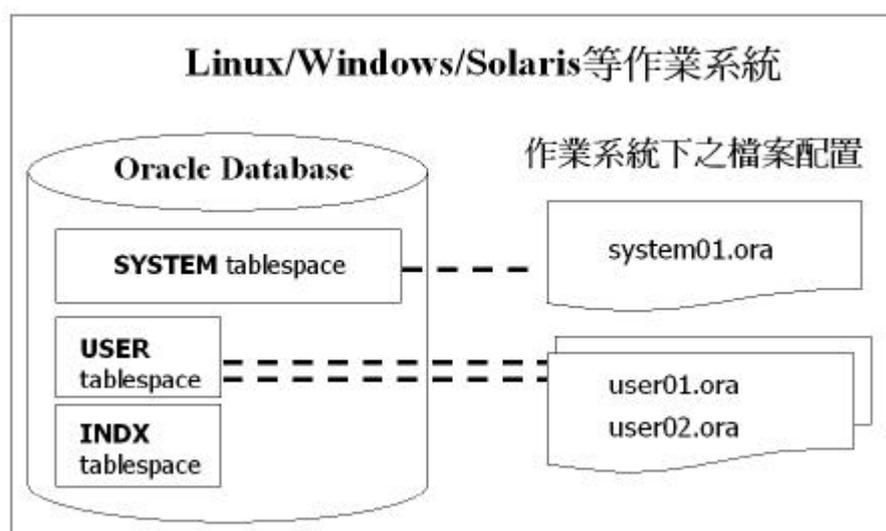 Linux/Windows/Solaris等作業系統
Oracle Database
作業系統下之檔案配置
SYSTEM tablespace
system01.ora
USER
tablespace
user01.ora
user02.ora
INDX
tablespace